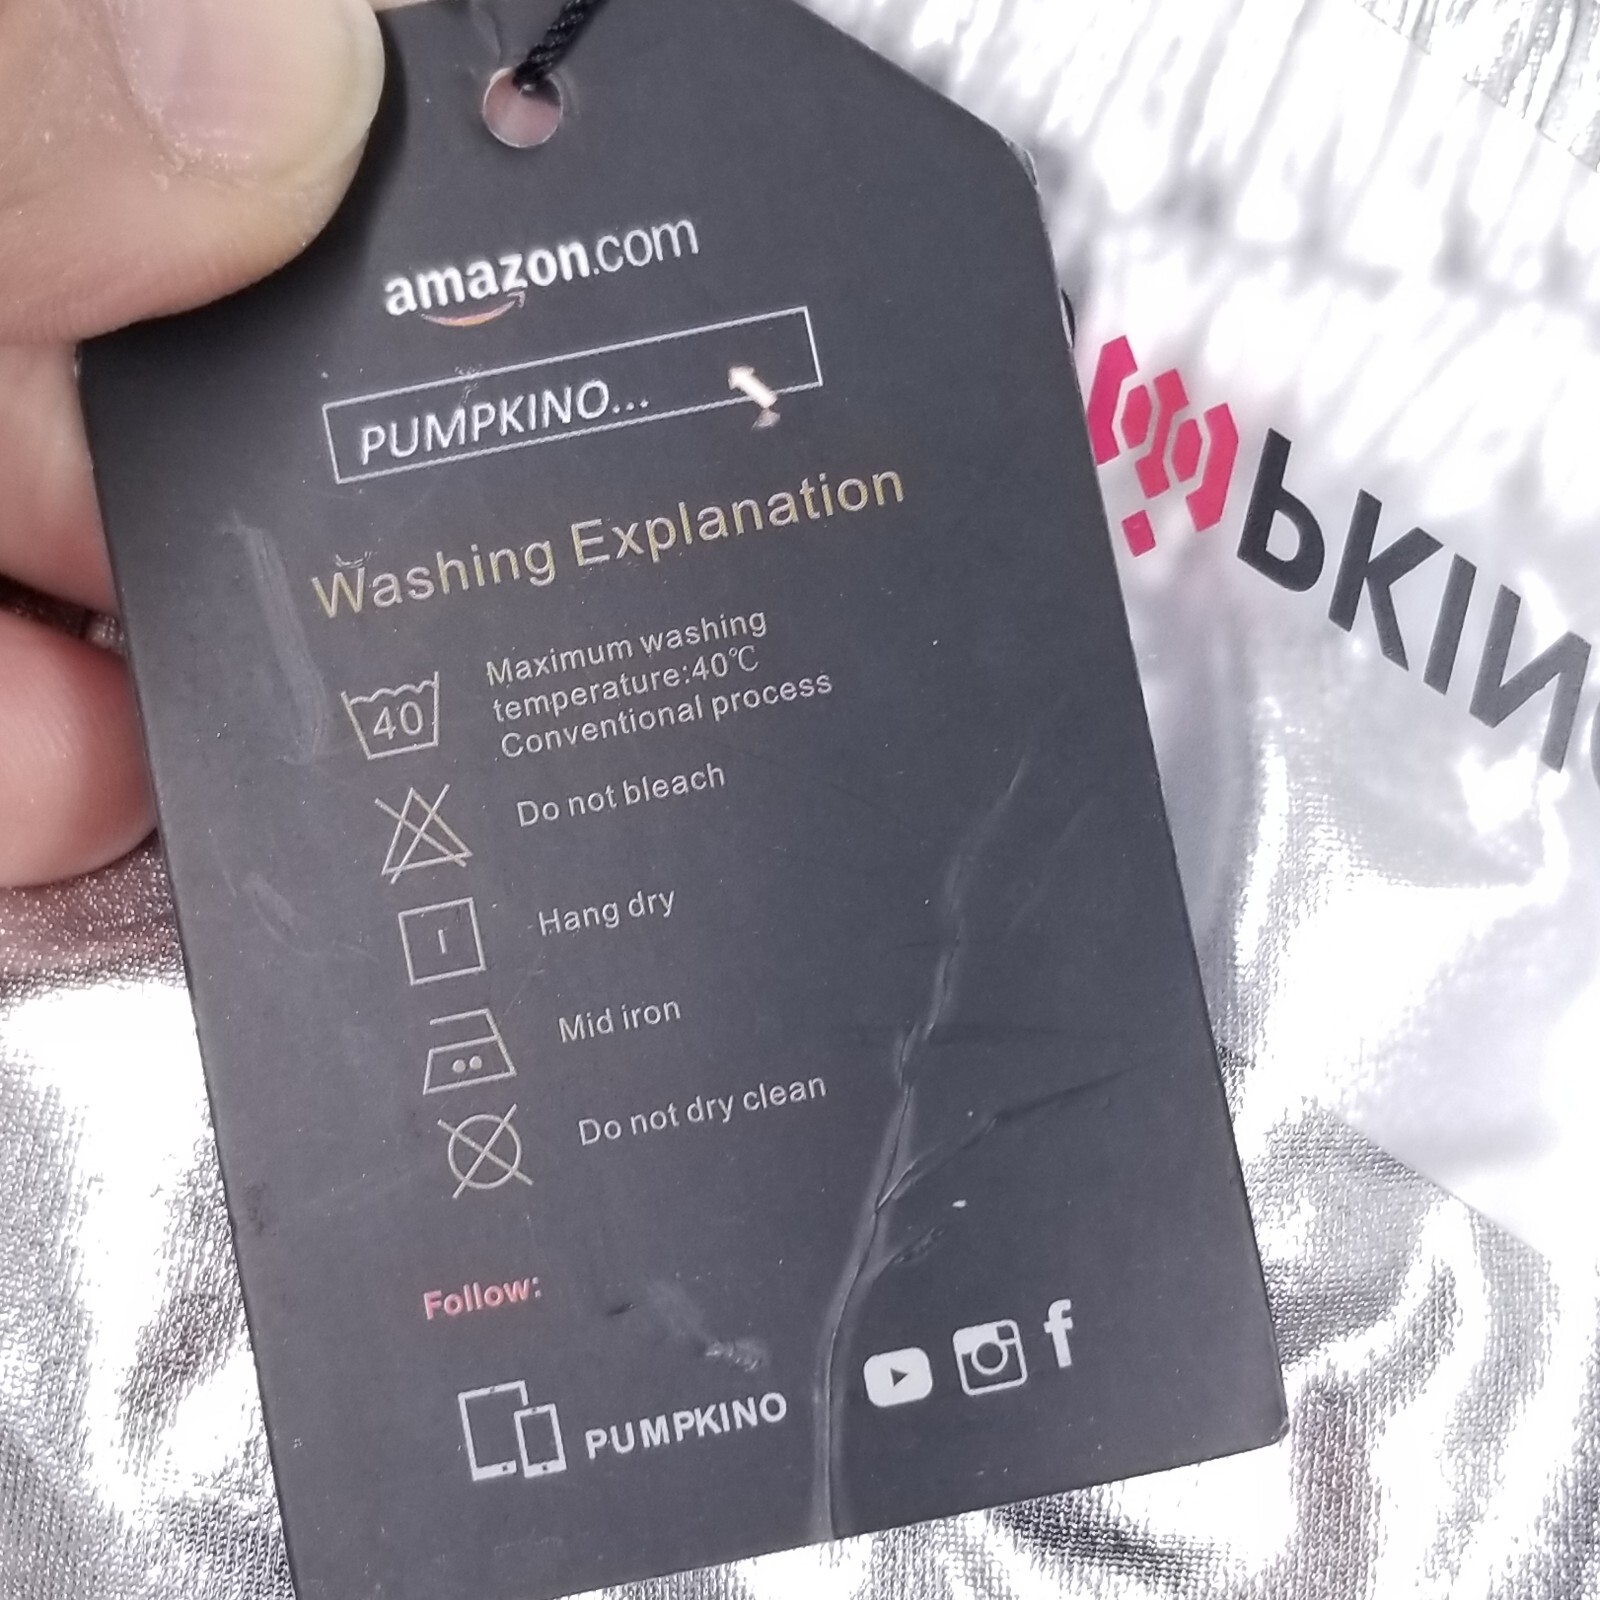 amazon.com
PUMPKINO...
Washing Explanation
40
Maximum washing
temperature:40℃
Conventional process
Do not bleach
Hang dry
Mid iron
Do not dry clean
Follow:
PUMPKINO
f